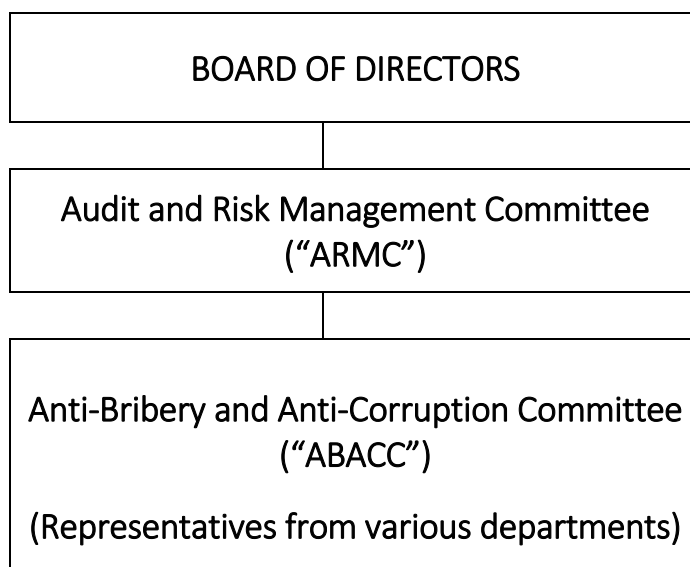 BOARD OF DIRECTORS
Audit and Risk Management Committee
(“ARMC”)
Anti-Bribery and Anti-Corruption Committee
(“ABACC”)
(Representatives from various departments)